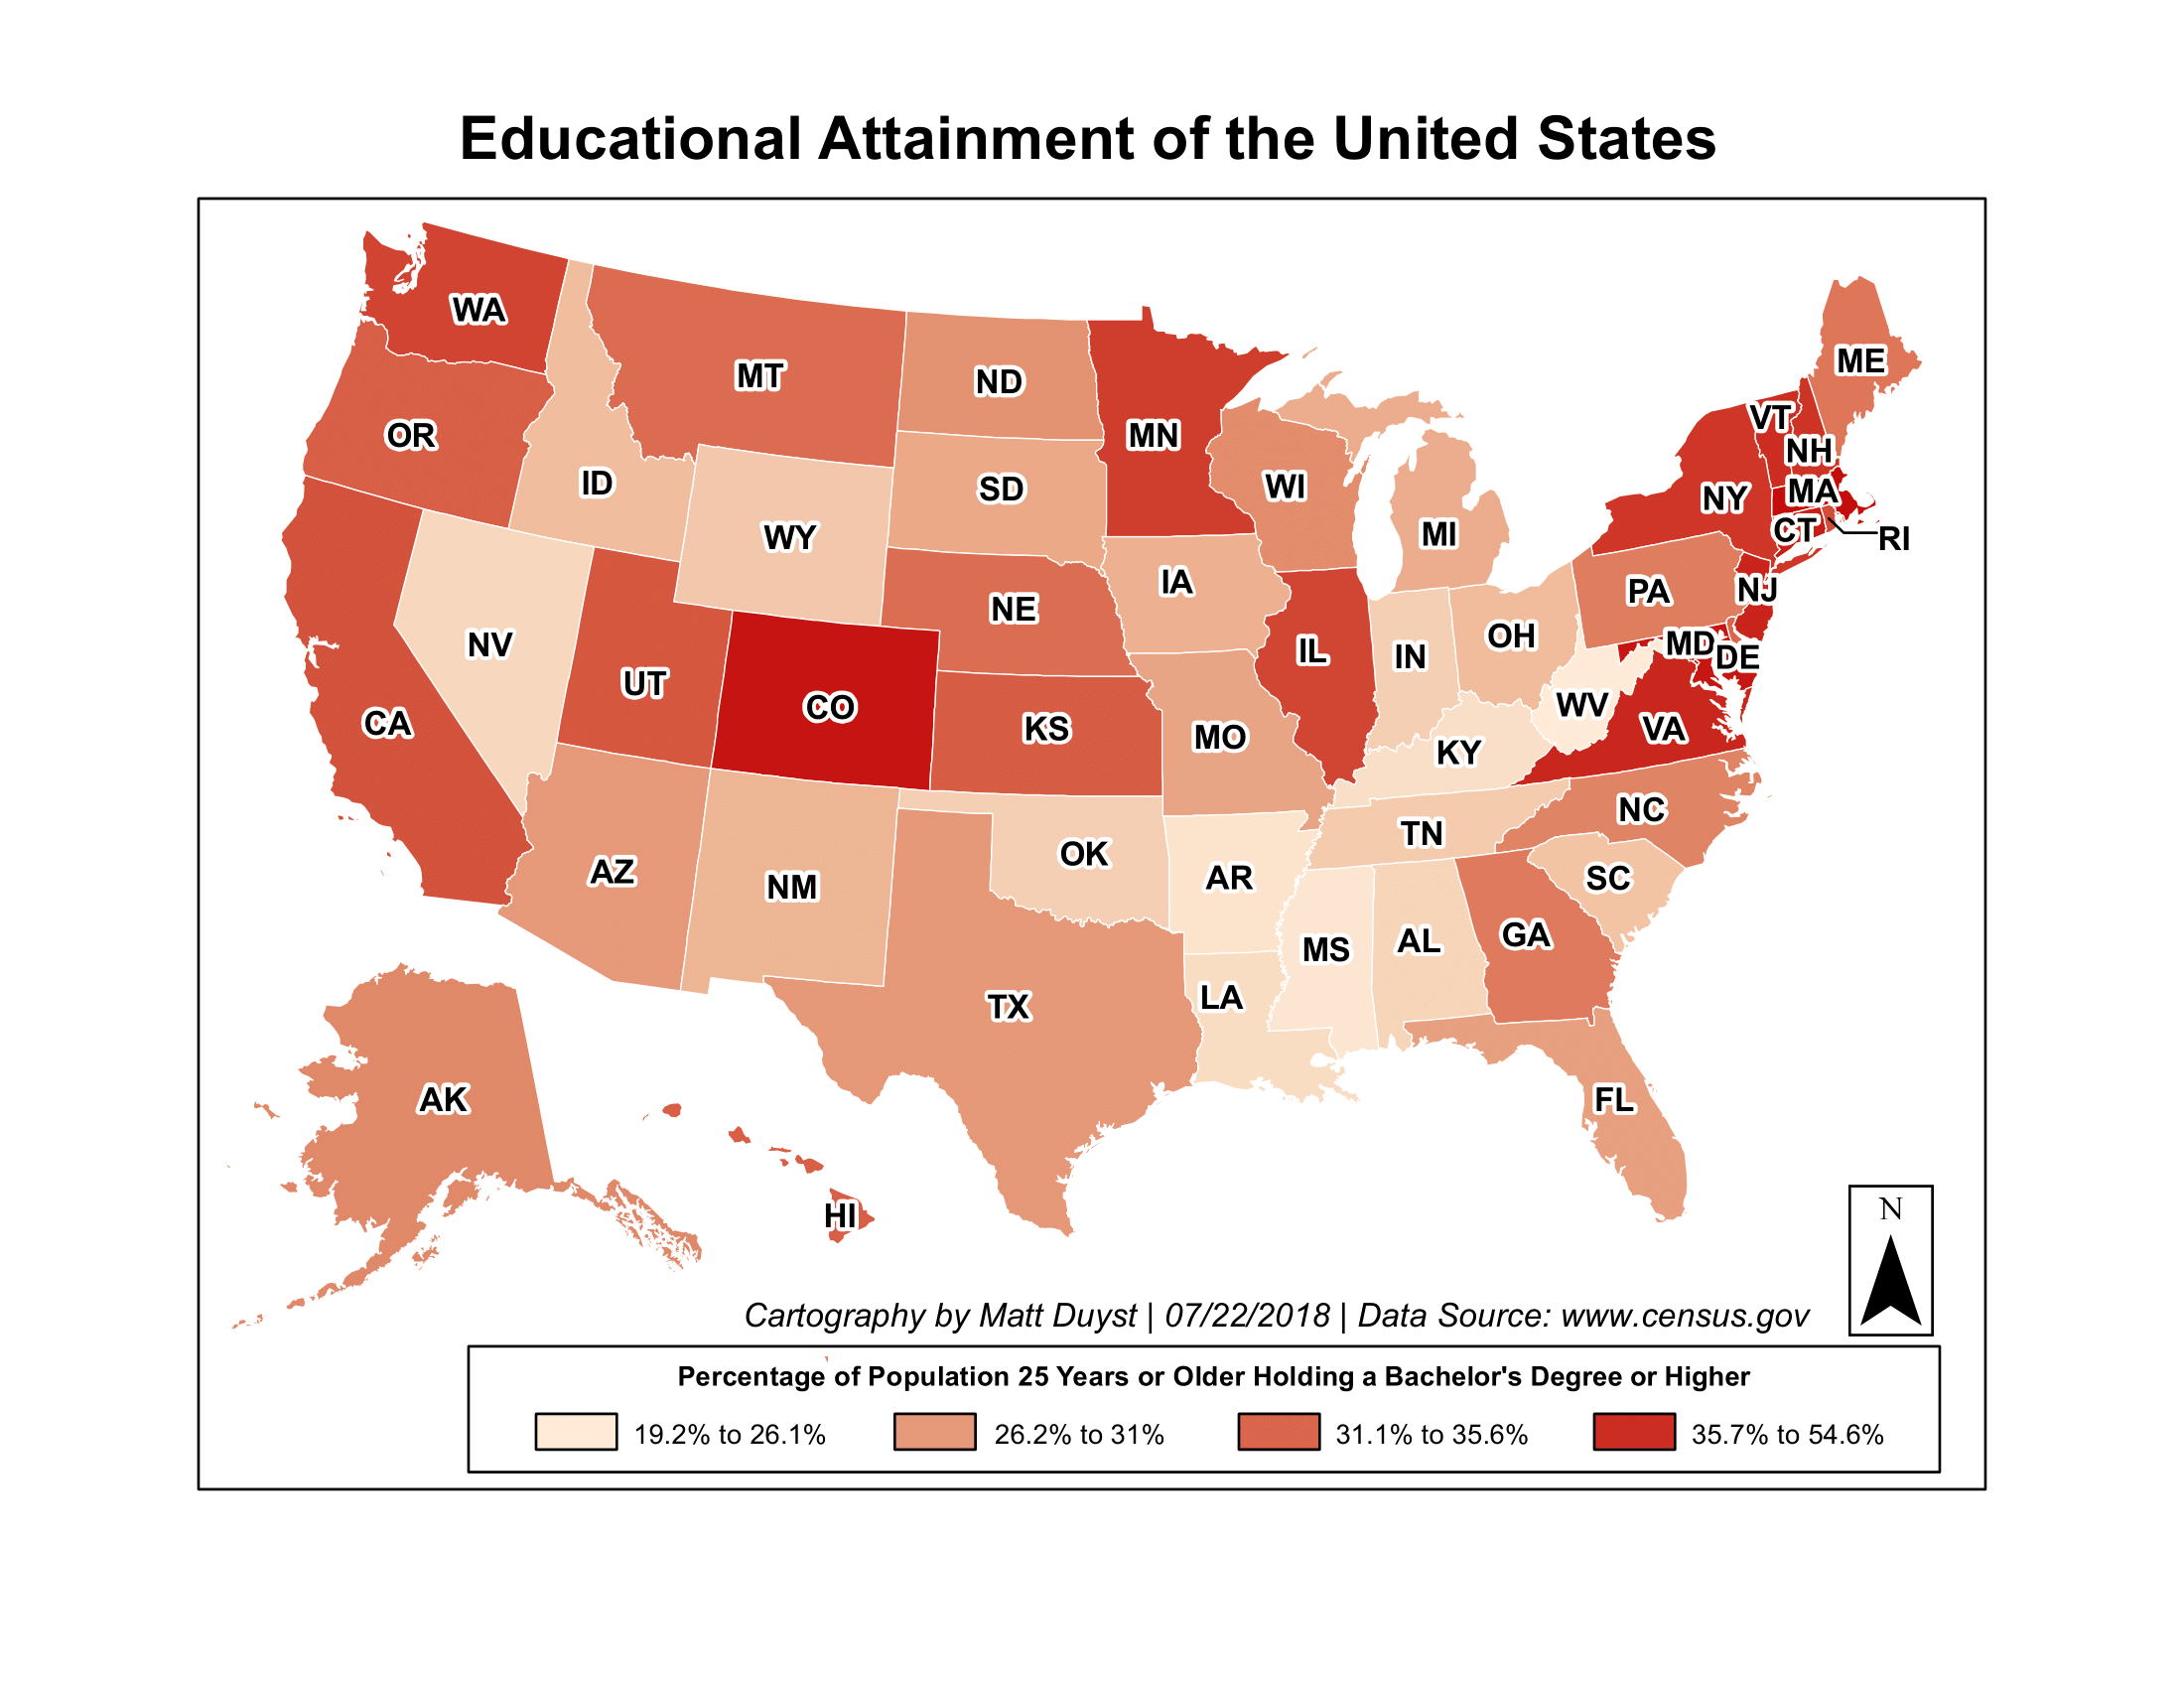 Educational Attainment of the United States
WA
MT
ND
MN
ME
OR
ID
SD
WI
VT
NH
WY
MI
NY
MA
CT
RI
IA
NE
PA
NJ
NV
UT
CO
IL
IN
OH
MD
DE
CA
KS
MO
KY
WV
VA
AZ
NM
OK
AR
TN
NC
SC
TX
LA
MS
AL
GA
AK
HI
FL
N
Cartography by Matt Duyst | 07/22/2018 | Data Source: www.census.gov
Percentage of Population 25 Years or Older Holding a Bachelor's Degree or Higher
19.2% to 26.1% 26.2% to 31% 31.1% to 35.6% 35.7% to 54.6%